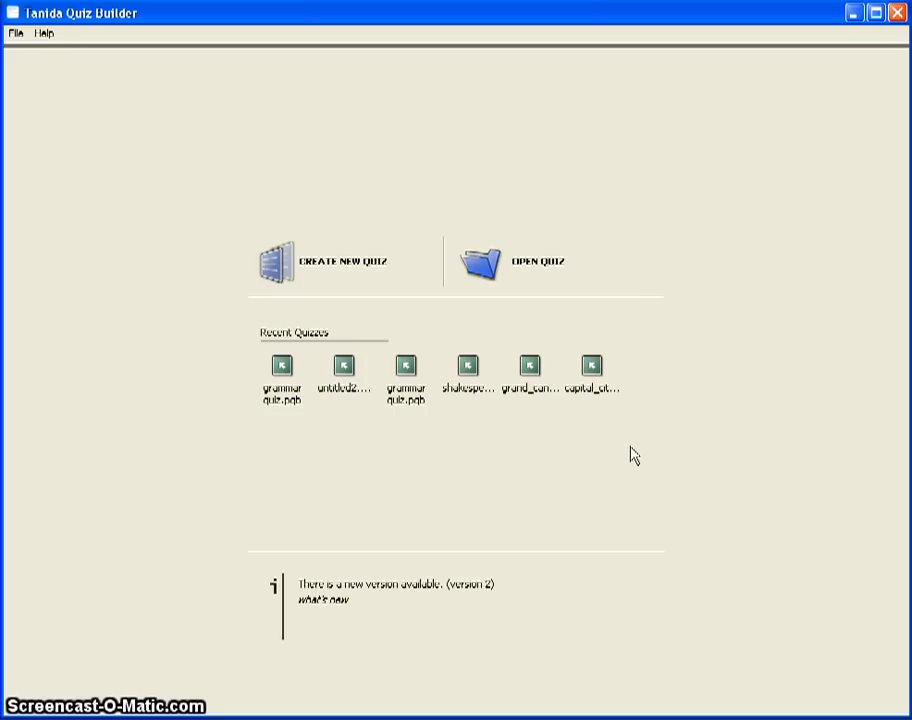 Tanida Quiz Builder
File Help
CREATE NEW QUIZ
OPEN QUIZ
Recent Quizzes
grammar quiz.pqb
untitled2....
grammar quiz.pqb
shakespe...
grand_can...
capital_cit...
There is a new version available. (version 2)
what's new
Screencast-O-Matic.com